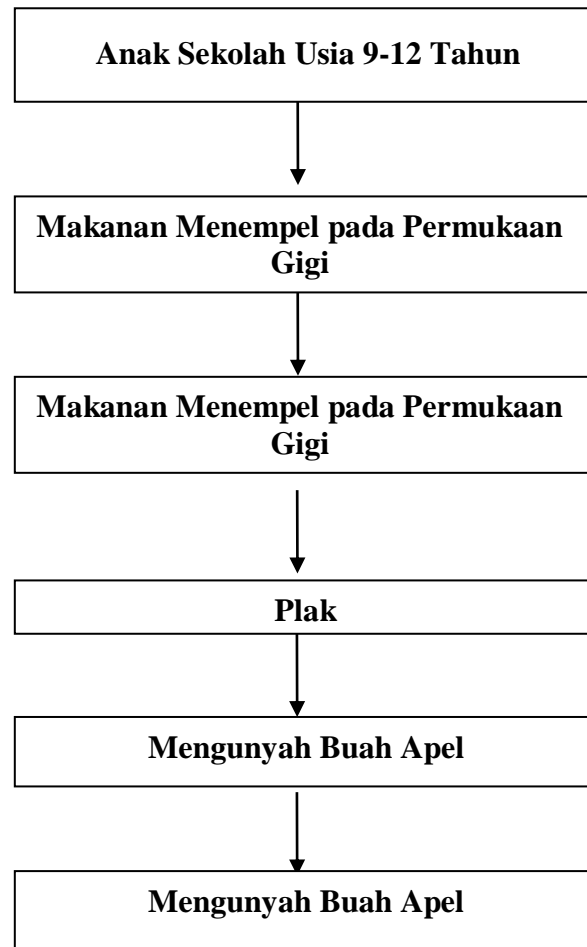 Anak Sekolah Usia 9-12 Tahun
Makanan Menempel pada Permukaan
Gigi
Makanan Menempel pada Permukaan
Gigi
Plak
Mengunyah Buah Apel
Mengunyah Buah Apel